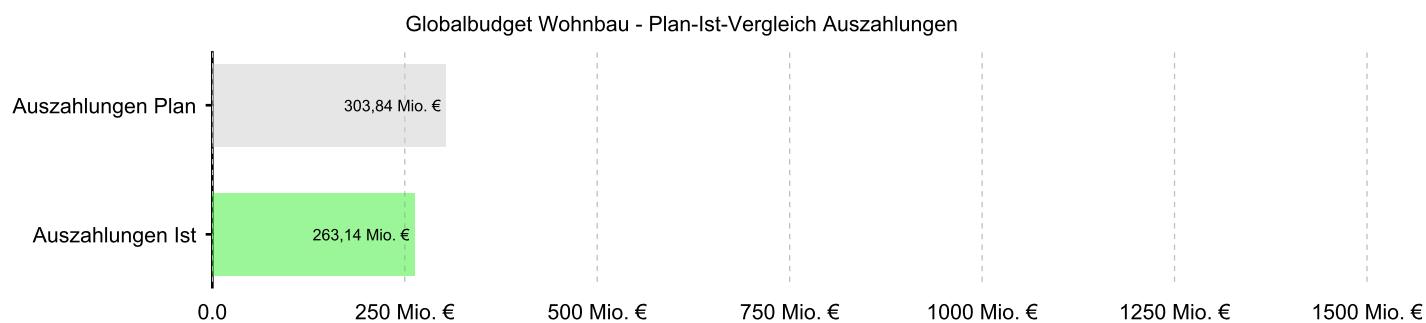 Globalbudget Wohnbau - Plan-Ist-Vergleich Auszahlungen
Auszahlungen Plan
303,84 Mio. €
Auszahlungen Ist
263,14 Mio. €
0.0 250 Mio. € 500 Mio. € 750 Mio. € 1000 Mio. € 1250 Mio. € 1500 Mio. €